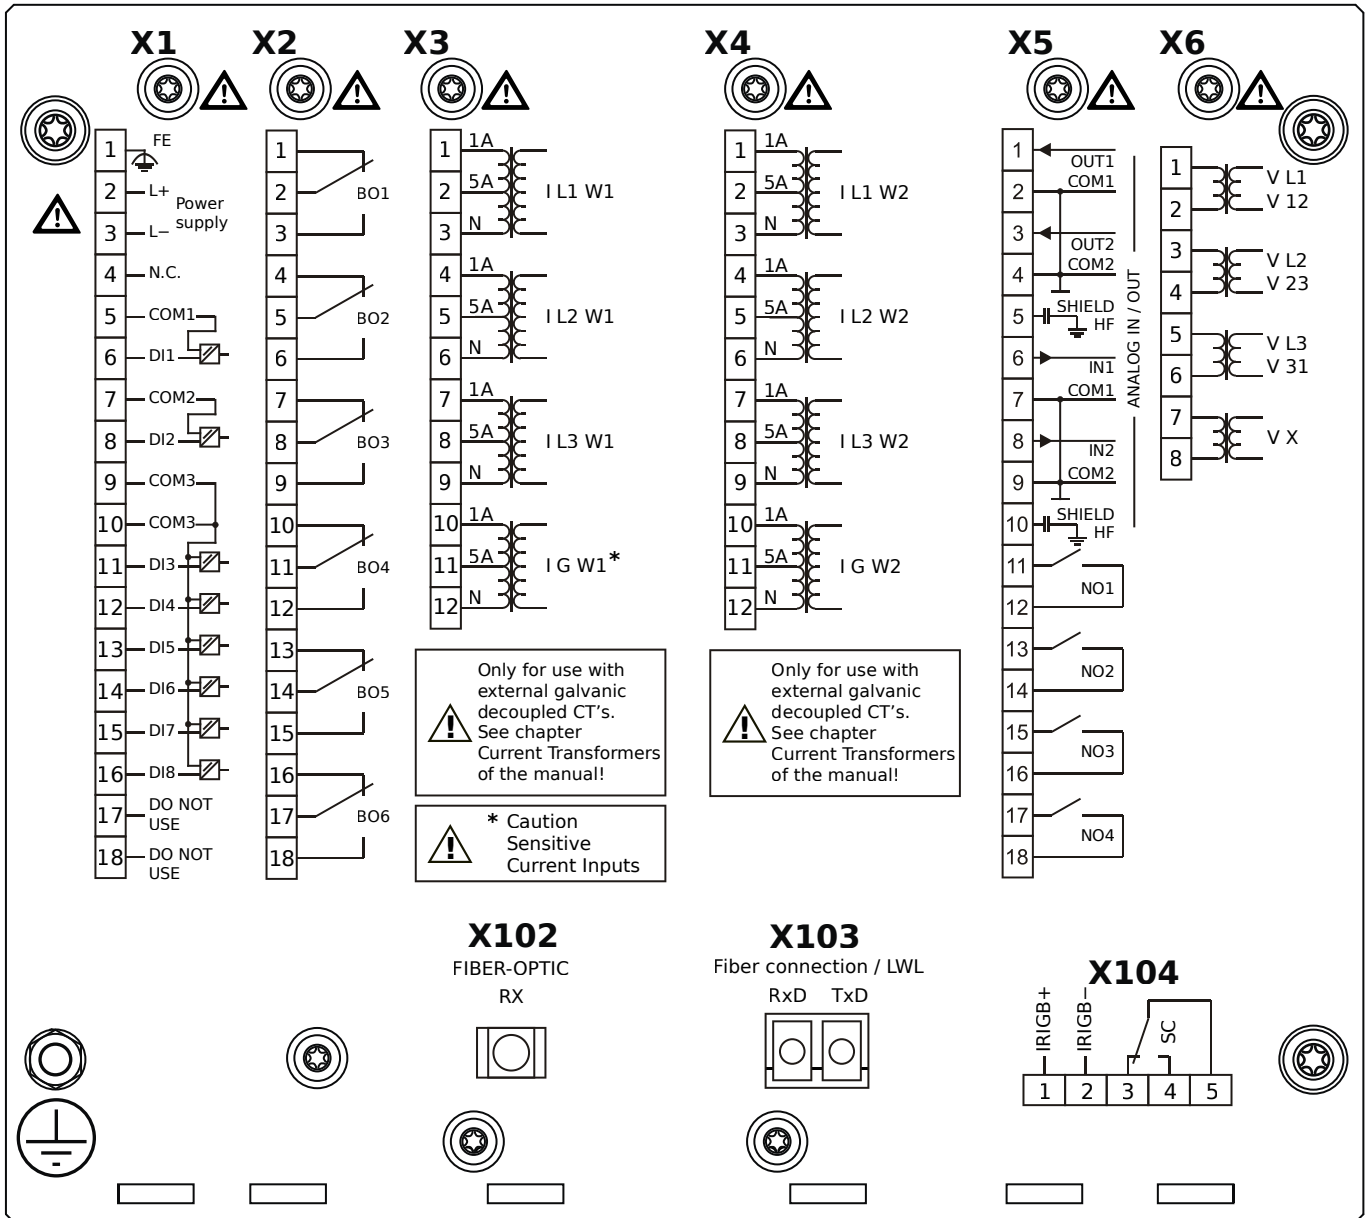 X1
1 FE
2 L+
Power
supply
3 L−
4 N.C.
5 COM1
6 DI1
7 COM2
8 DI2
9 COM3
10 COM3
11 DI3
12 DI4
13 DI5
14 DI6
15 DI7
16 DI8
17 DO NOT
USE
18 DO NOT
USE
X2
1
2 BO1
3
4
5 BO2
6
7
8 BO3
9
10
11 BO4
12
13
14 BO5
15
16
17 BO6
18
X3
1 1A
2 5A I L1 W1
3 N
4 1A
5 5A I L2 W1
6 N
7 1A
8 5A I L3 W1
9 N
10 1A
11 5A I G W1*
12 N
Only for use with
external galvanic
decoupled CT's.
See chapter
Current Transformers
of the manual!
* Caution
Sensitive
Current Inputs
X4
1 1A
2 5A I L1 W2
3 N
4 1A
5 5A I L2 W2
6 N
7 1A
8 5A I L3 W2
9 N
10 1A
11 5A I G W2
12 N
Only for use with
external galvanic
decoupled CT's.
See chapter
Current Transformers
of the manual!
X5
1 OUT1
2 COM1
3 OUT2
4 COM2
5 SHIELD
HF
6 IN1
7 COM1
8 IN2
9 COM2
10 SHIELD
HF
ANALOG IN / OUT
11
NO1
12
13
NO2
14
15
NO3
16
17
NO4
18
X6
1 V L1
2 V 12
3 V L2
4 V 23
5 V L3
6 V 31
7
V X
8
X102
FIBER-OPTIC
RX
X103
Fiber connection / LWL
RxD TxD
X104
IRIGB+ IRIGB− SC
1 2 3 4 5